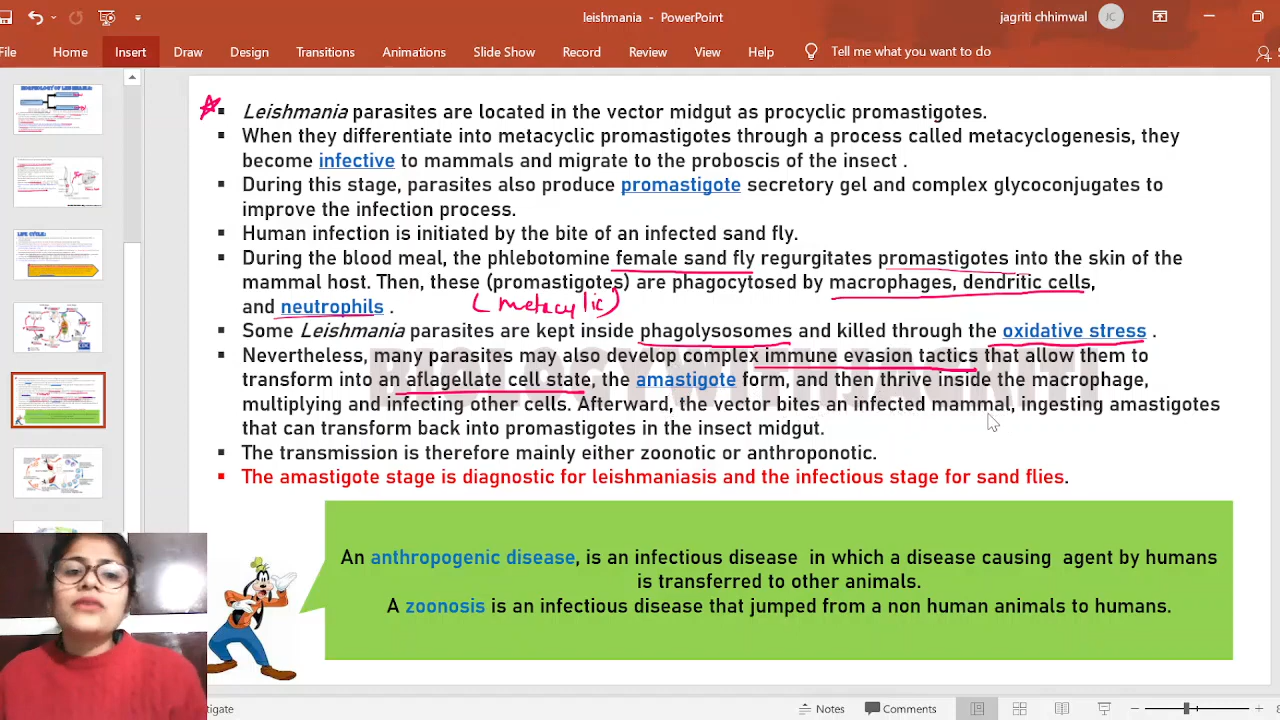 leishmania - PowerPoint
jagriti chhimwal
JC
File Home Insert Draw Design Transitions Animations Slide Show Record Review View Help Tell me what you want to do
MORPHOLOGY OF LEISHMANIA:
LIFE CYCLE:
▪ Leishmania parasites are located in the vector midgut as procyclic promastigotes.
▪ When they differentiate into metacyclic promastigotes through a process called metacyclogenesis, they
become infective to mammals and migrate to the proboscis of the insect .
▪ During this stage, parasites also produce promastigote secretory gel and complex glycoconjugates to
improve the infection process.
▪ Human infection is initiated by the bite of an infected sand fly.
▪ During the blood meal, the phlebotomine female sand fly regurgitates promastigotes into the skin of the
mammal host. Then, these (promastigotes) are phagocytosed by macrophages, dendritic cells,
and neutrophils .
(metacylic)
▪ Some Leishmania parasites are kept inside phagolysosomes and killed through the oxidative stress .
▪ Nevertheless, many parasites may also develop complex immune evasion tactics that allow them to
transform into an aflagellate cell state, the amastigote form, and then thrive inside the macrophage,
multiplying and infecting other cells. Afterward, the vector bites an infected mammal, ingesting amastigotes
that can transform back into promastigotes in the insect midgut.
▪ The transmission is therefore mainly either zoonotic or anthroponotic.
▪ The amastigote stage is diagnostic for leishmaniasis and the infectious stage for sand flies.
An anthropogenic disease, is an infectious disease in which a disease causing agent by humans
is transferred to other animals.
A zoonosis is an infectious disease that jumped from a non human animals to humans.
Notes Comments